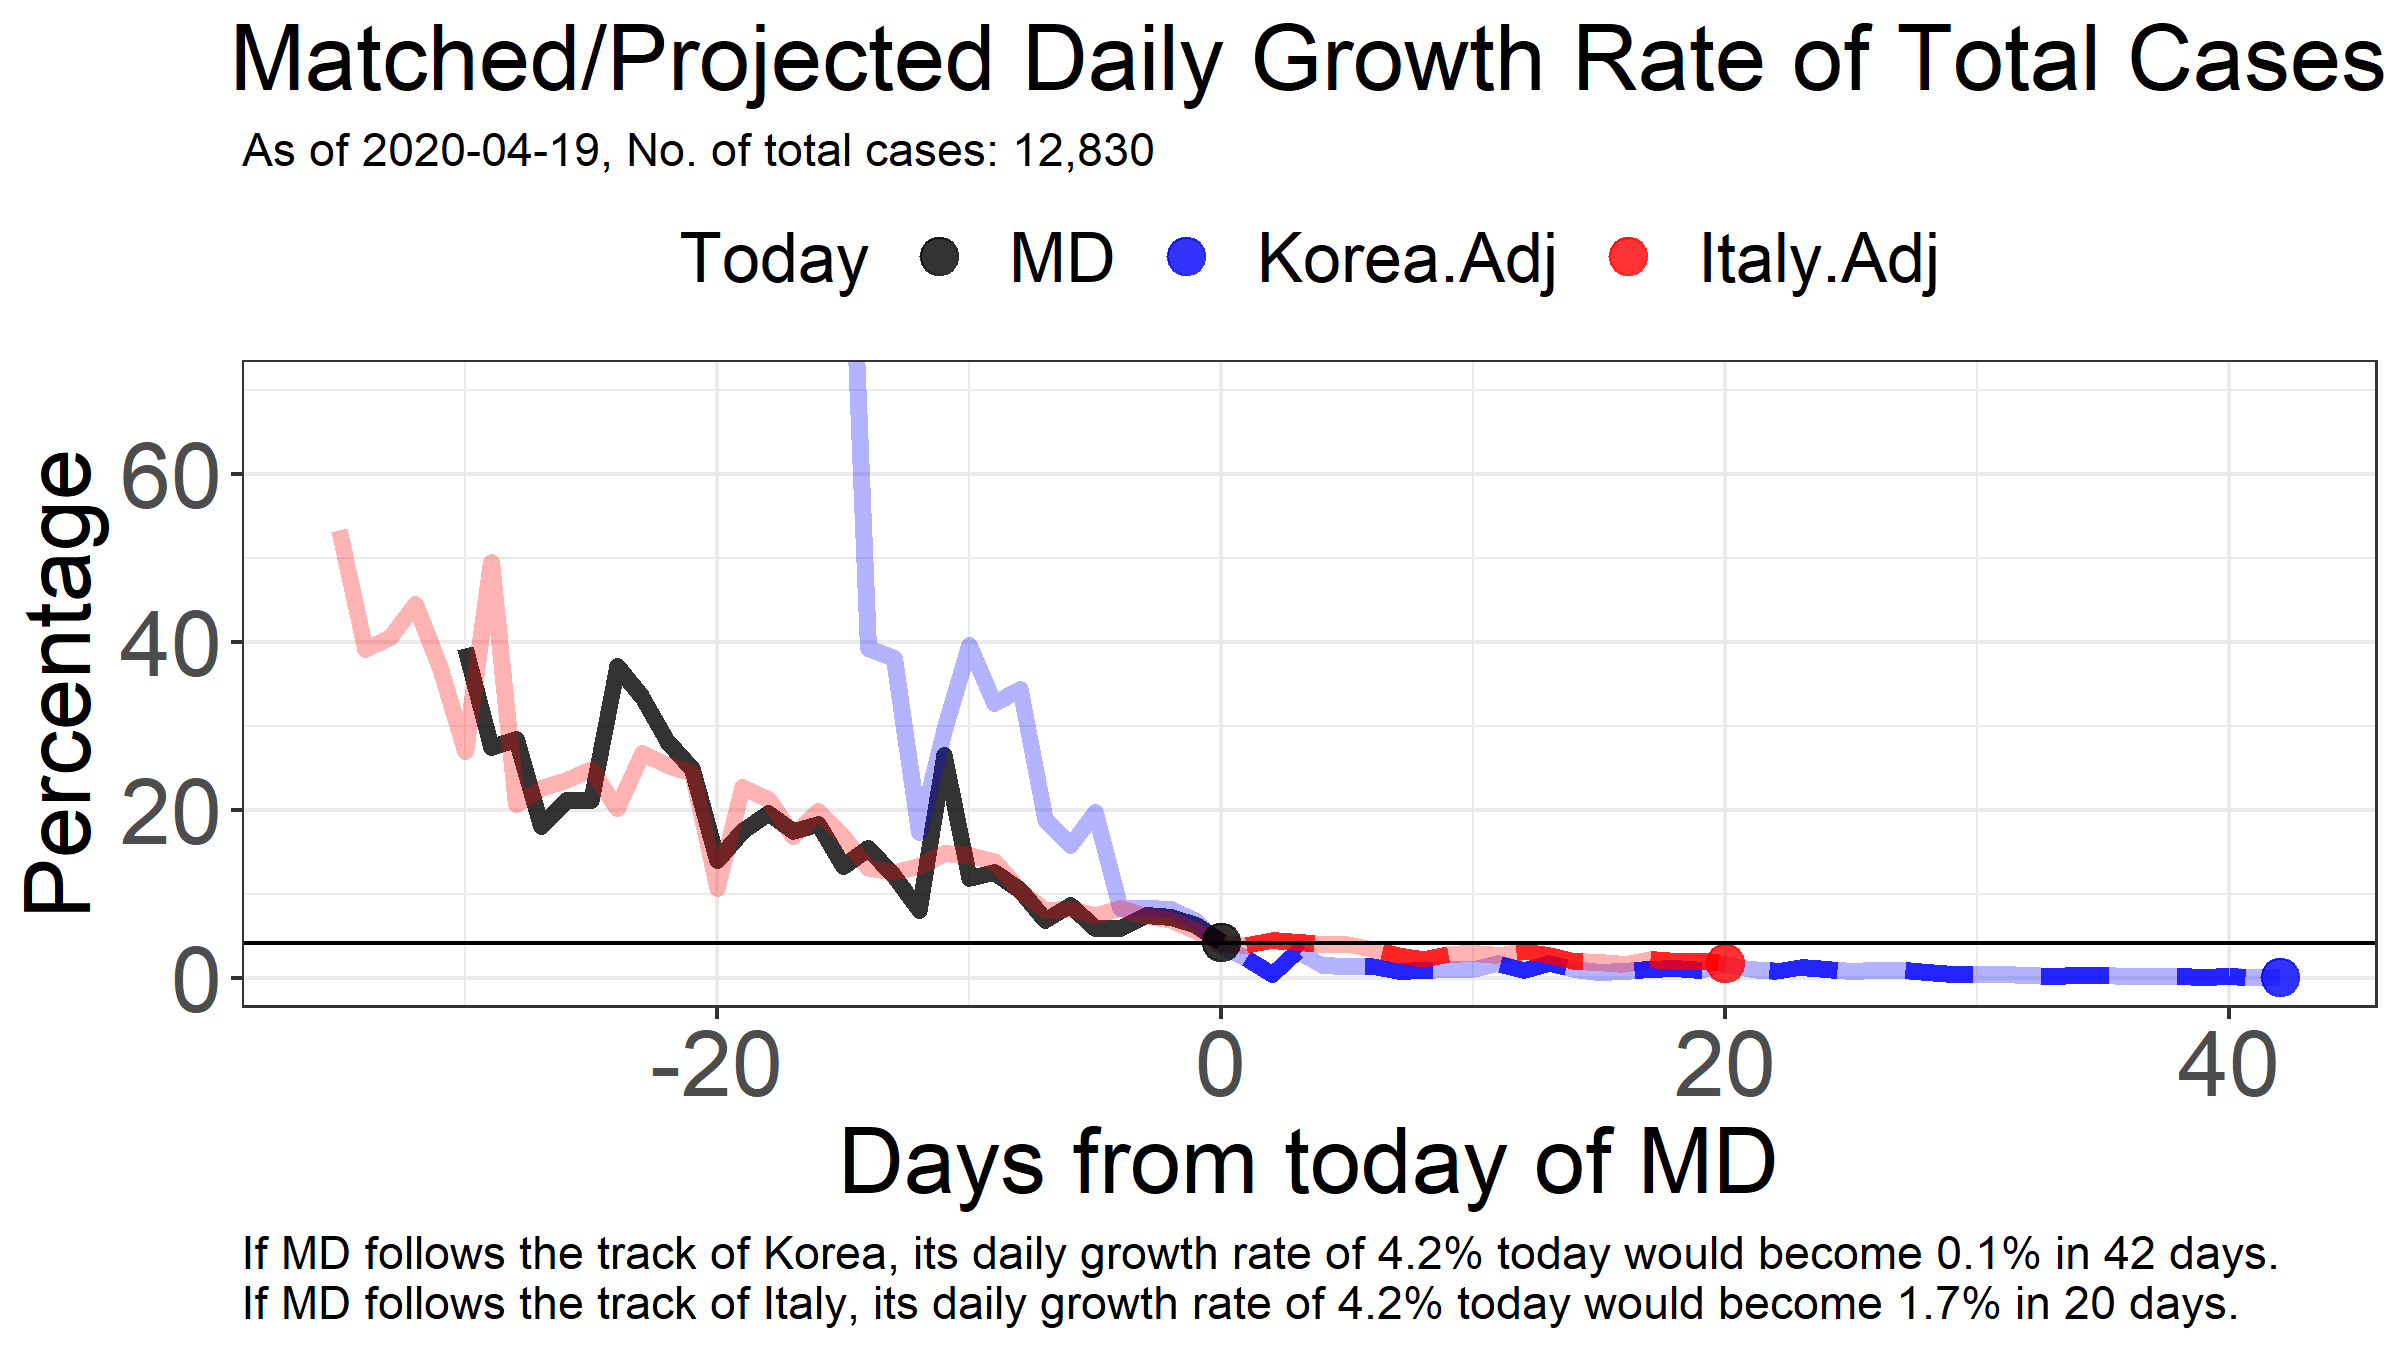 Matched/Projected Daily Growth Rate of Total Cases
As of 2020-04-19, No. of total cases: 12,830
Today MD Korea.Adj Italy.Adj
Percentage
60
40
20
0
-20 0 20 40
Days from today of MD
If MD follows the track of Korea, its daily growth rate of 4.2% today would become 0.1% in 42 days.
If MD follows the track of Italy, its daily growth rate of 4.2% today would become 1.7% in 20 days.